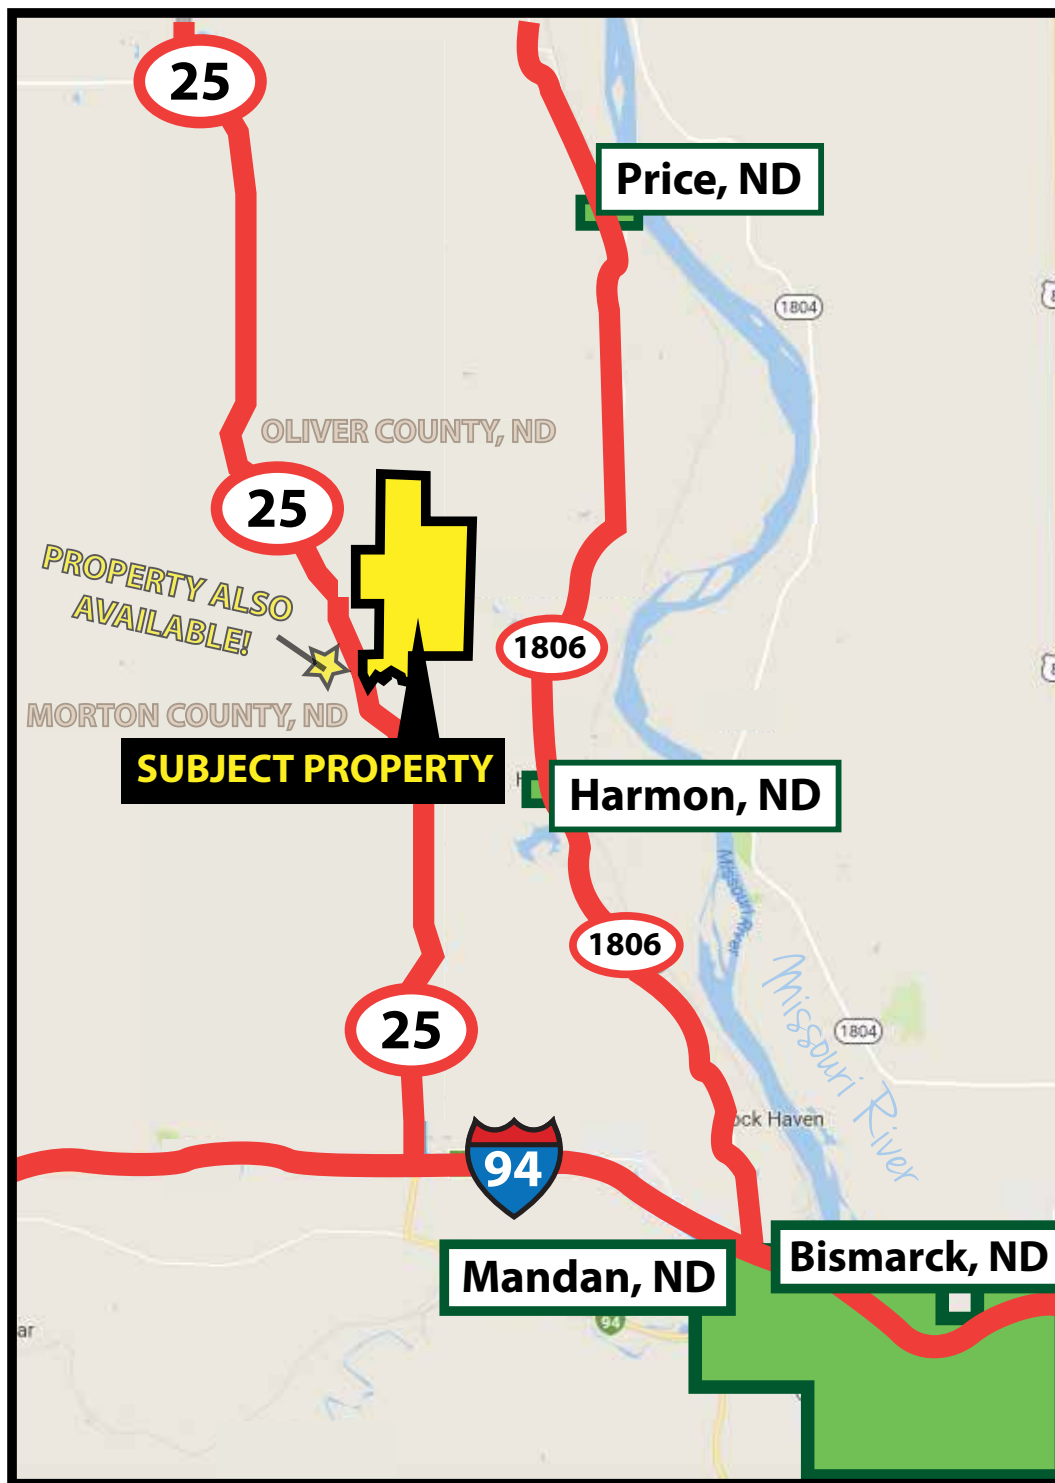 25
Price, ND
1804
OLIVER COUNTY, ND
25
PROPERTY ALSO
AVAILABLE!
1806
MORTON COUNTY, ND
SUBJECT PROPERTY
Harmon, ND
Missouri River
1806
Missouri River
25
1804
ock Haven
94
Mandan, ND
Bismarck, ND
94
ar